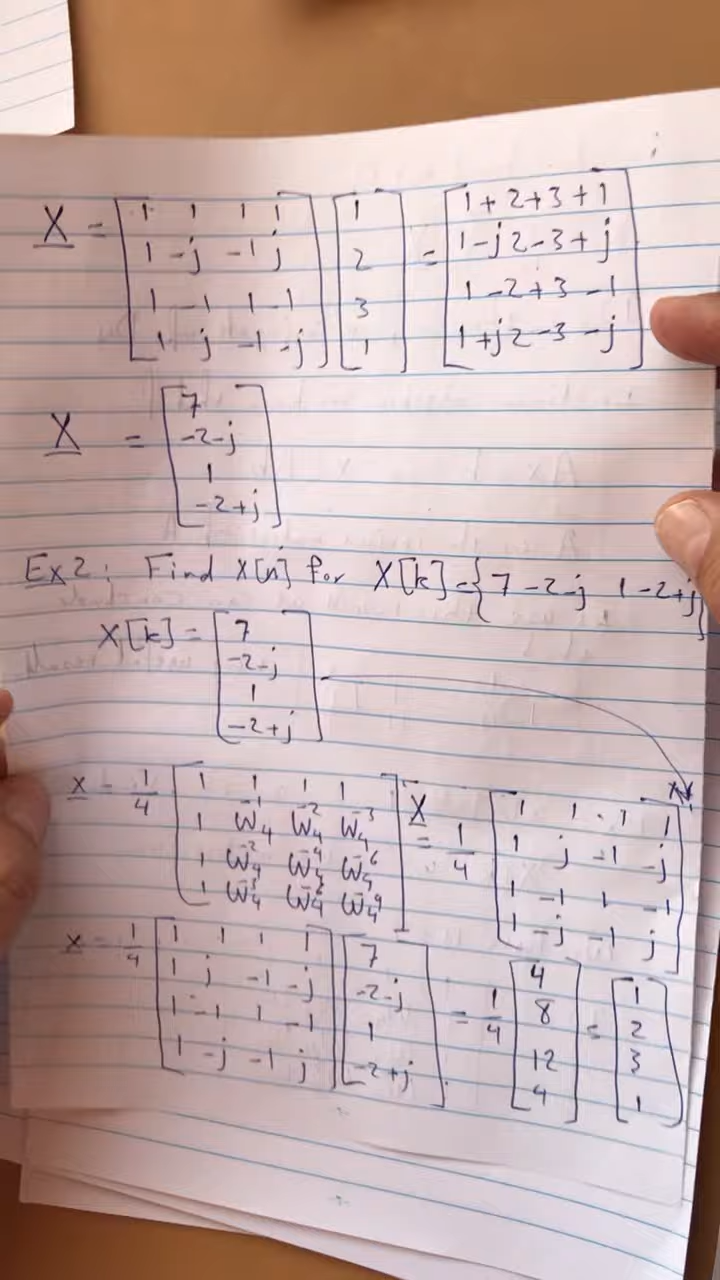 X = [1 1 1 1; 1 -j -1 j; 1 -1 1 -1; 1 j -1 -j] [1; 2; 3; 1] = [1+2+3+1; 1-j2-3+j; 1-2+3-1; 1+j2-3-j]
X = [7; -2-j; 1; -2+j]
Ex2: Find x[n] for X[k]={7 -2-j 1 -2+j}
X[k] = [7; -2-j; 1; -2+j]
x = 1/4 [1 1 1 1; 1 W₄⁻¹ W₄⁻² W₄⁻³; 1 W₄⁻² W₄⁻⁴ W₄⁻⁶; 1 W₄⁻³ W₄⁻⁶ W₄⁻⁹] X = 1/4 [1 1 1 1; 1 j -1 -j; 1 -1 1 -1; 1 -j -1 j]
x = 1/4 [1 1 1 1; 1 j -1 -j; 1 -1 1 -1; 1 -j -1 j] [7; -2-j; 1; -2+j] = 1/4 [4; 8; 12; 4] = [1; 2; 3; 1]